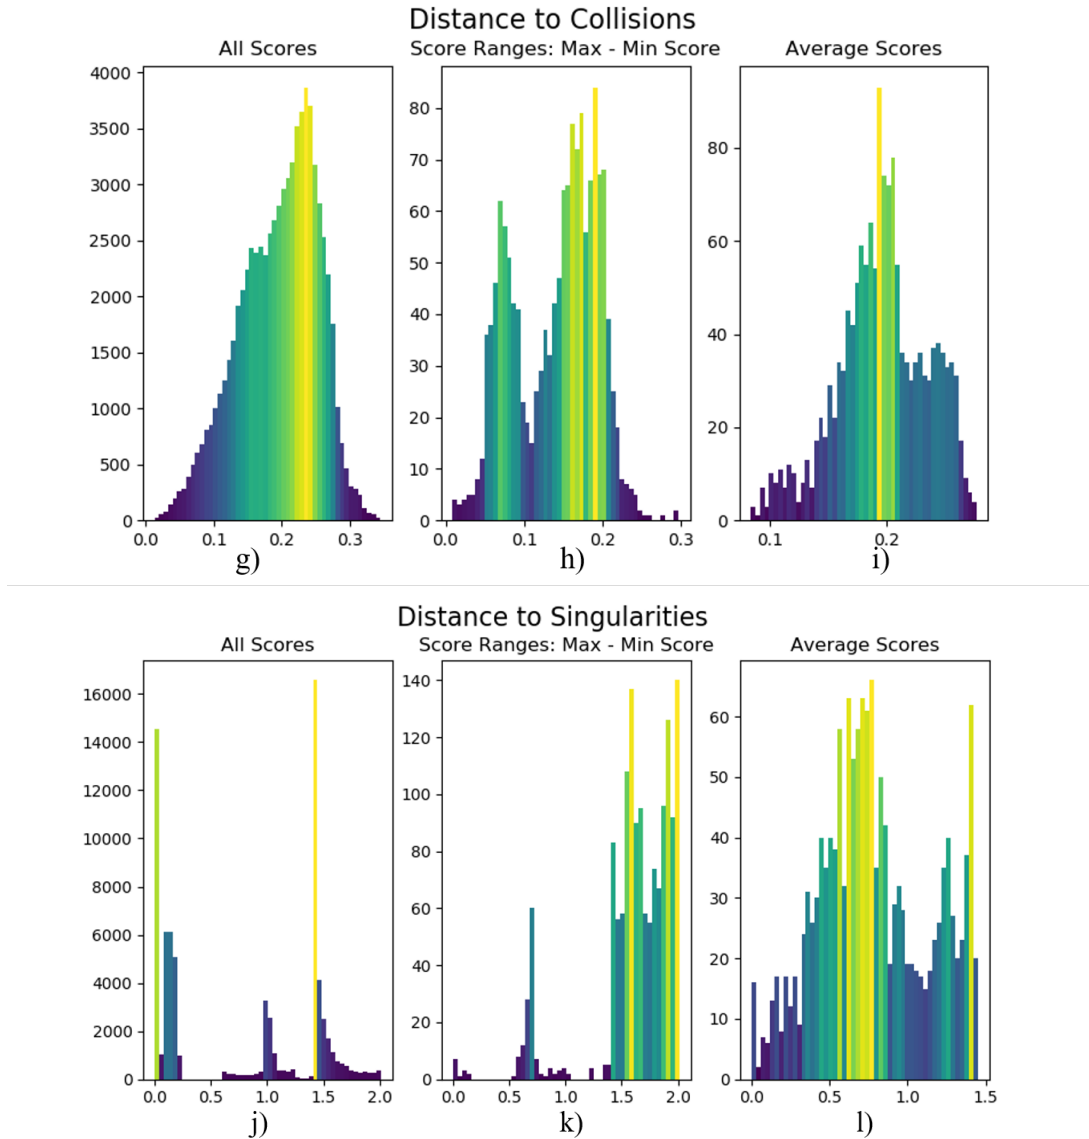 Distance to Collisions
All Scores
Score Ranges: Max - Min Score
Average Scores
4000
3500
3000
2500
2000
1500
1000
500
0
0.0 0.1 0.2 0.3
g)
80
70
60
50
40
30
20
10
0
0.0 0.1 0.2 0.3
h)
80
60
40
20
0
0.1 0.2
i)
Distance to Singularities
All Scores
Score Ranges: Max - Min Score
Average Scores
16000
14000
12000
10000
8000
6000
4000
2000
0
0.0 0.5 1.0 1.5 2.0
j)
140
120
100
80
60
40
20
0
0.0 0.5 1.0 1.5 2.0
k)
60
50
40
30
20
10
0
0.0 0.5 1.0 1.5
l)